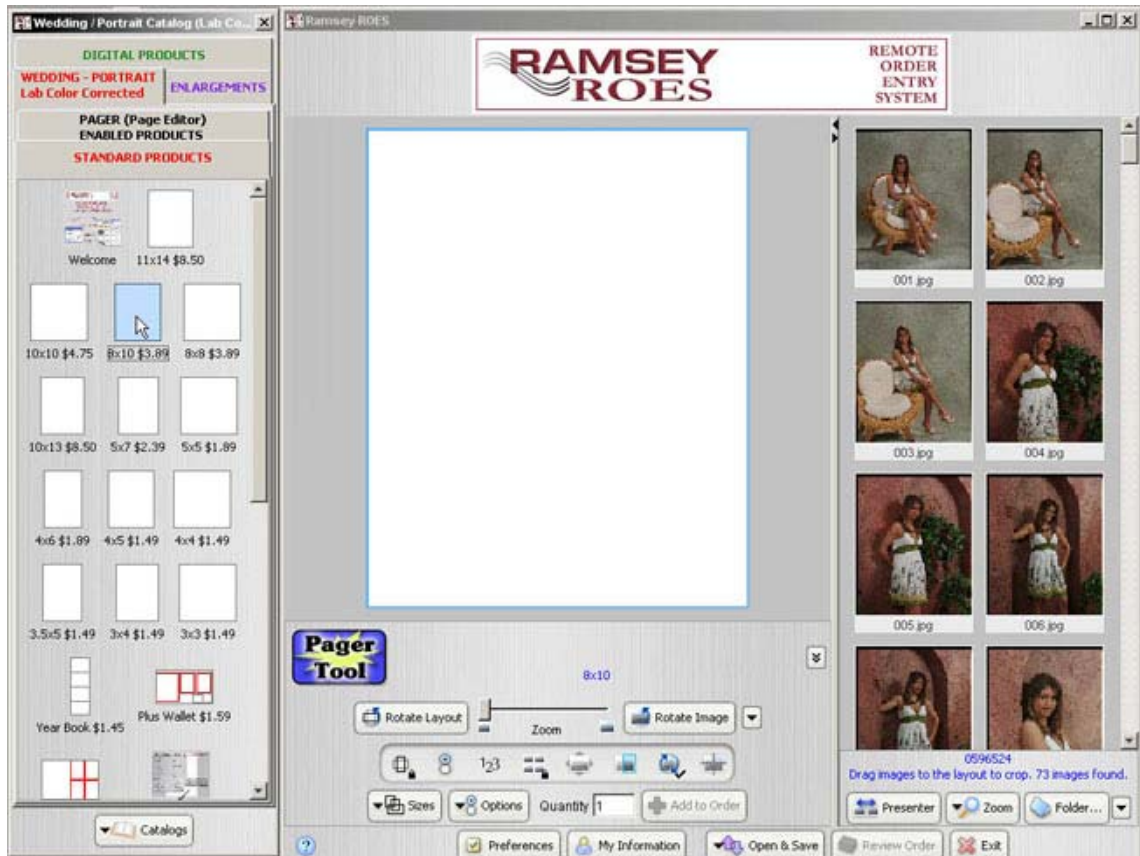 Wedding / Portrait Catalog (Lab Co...
DIGITAL PRODUCTS
WEDDING - PORTRAIT
Lab Color Corrected
ENLARGEMENTS
PAGER (Page Editor)
ENABLED PRODUCTS
STANDARD PRODUCTS
Welcome
11x14 $8.50
10x10 $4.75
8x10 $3.89
8x8 $3.89
10x13 $8.50
5x7 $2.39
5x5 $1.89
4x6 $1.89
4x5 $1.49
4x4 $1.49
3.5x5 $1.49
3x4 $1.49
3x3 $1.49
Year Book $1.45
Plus Wallet $1.59
Catalogs
Ramsey ROES
RAMSEY
ROES
REMOTE
ORDER
ENTRY
SYSTEM
Pager
Tool
8x10
Rotate Layout
Zoom
Rotate Image
123
Sizes
Options
Quantity 1
Add to Order
001.jpg
002.jpg
003.jpg
004.jpg
005.jpg
006.jpg
0596524
Drag images to the layout to crop. 73 images found.
Presenter
Zoom
Folder...
?
Preferences
My Information
Open & Save
Review Order
Exit